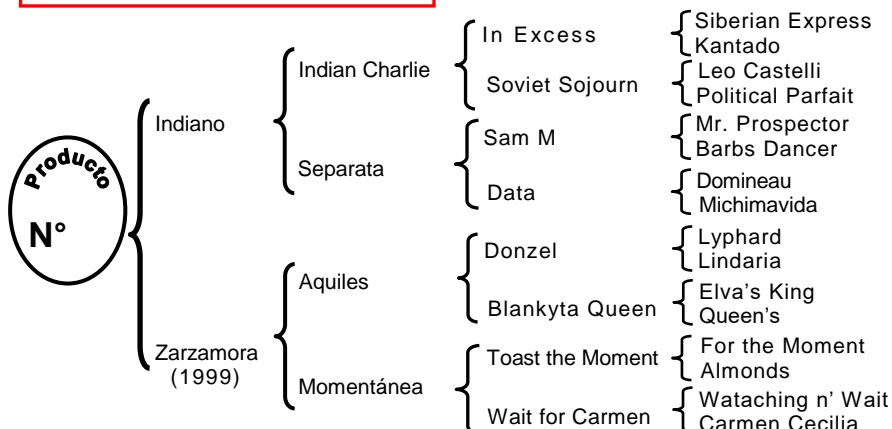 Producto
N°
Indiano
Zarzamora
(1999)
Indian Charlie
Separata
Aquiles
Momentánea
In Excess
Soviet Sojourn
Sam M
Data
Donzel
Blankyta Queen
Toast the Moment
Wait for Carmen
Siberian Express
Kantado
Leo Castelli
Political Parfait
Mr. Prospector
Barbs Dancer
Domineau
Michimavida
Lyphard
Lindaria
Elva's King
Queen's
For the Moment
Almonds
Wataching n' Wait
Carmen Cecilia